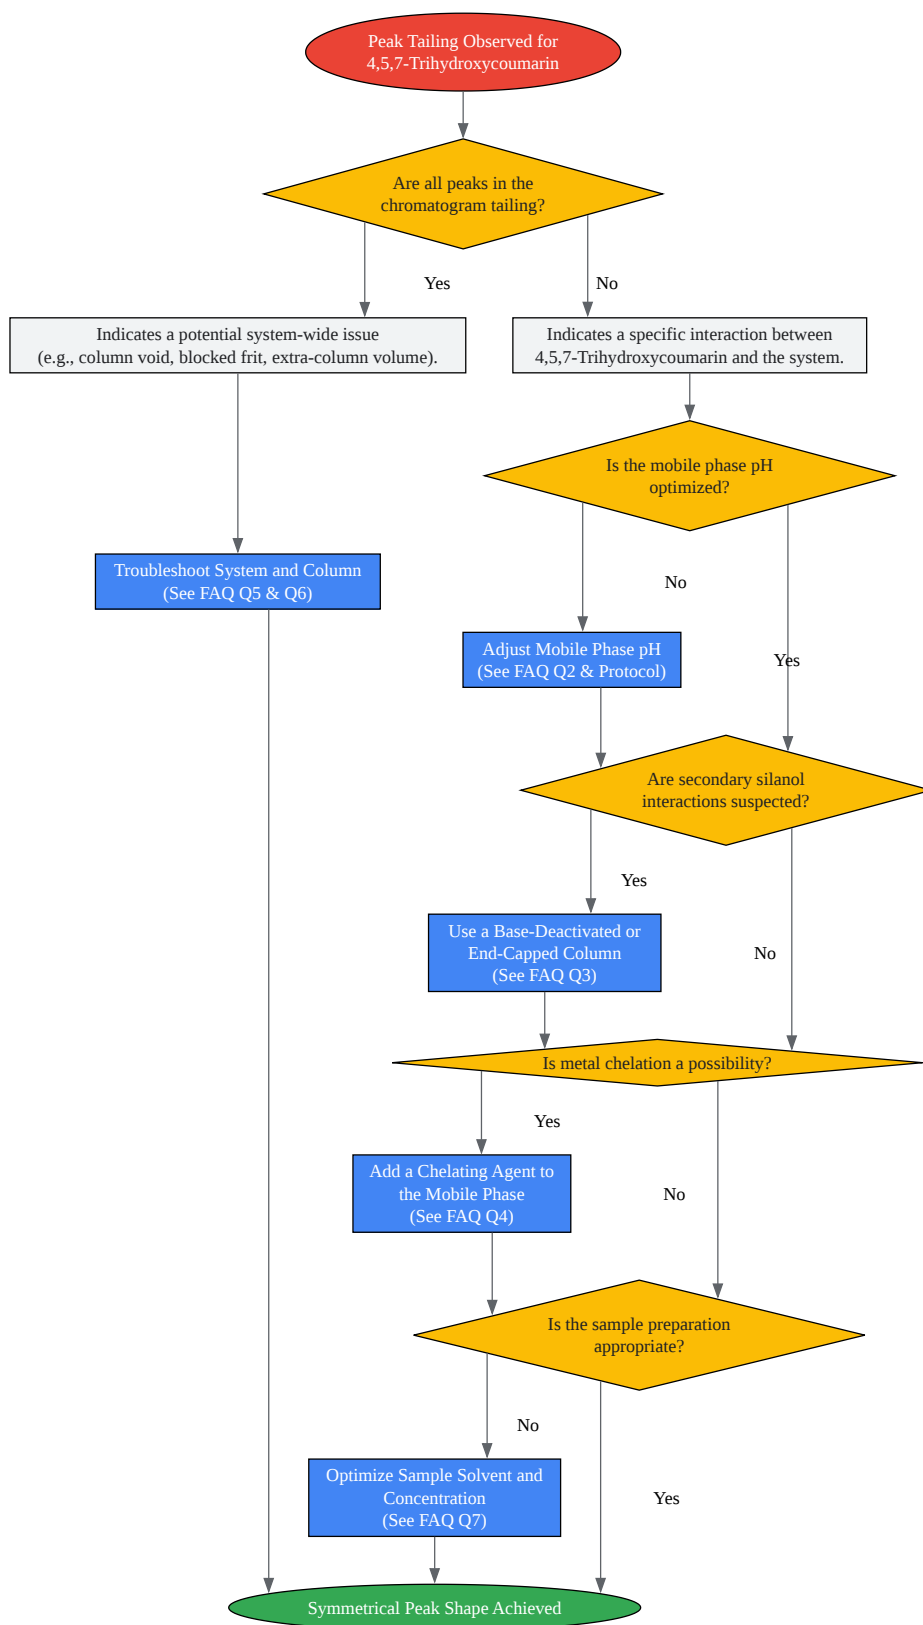 Peak Tailing Observed for
4,5,7-Trihydroxycoumarin
Are all peaks in the
chromatogram tailing?
Yes
No
Indicates a potential system-wide issue
(e.g., column void, blocked frit, extra-column volume).
Indicates a specific interaction between
4,5,7-Trihydroxycoumarin and the system.
Is the mobile phase pH
optimized?
Troubleshoot System and Column
(See FAQ Q5 & Q6)
No
Adjust Mobile Phase pH
(See FAQ Q2 & Protocol)
Yes
Are secondary silanol
interactions suspected?
Yes
Use a Base-Deactivated or
End-Capped Column
(See FAQ Q3)
No
Is metal chelation a possibility?
Yes
Add a Chelating Agent to
the Mobile Phase
(See FAQ Q4)
No
Is the sample preparation
appropriate?
No
Optimize Sample Solvent and
Concentration
(See FAQ Q7)
Yes
Symmetrical Peak Shape Achieved